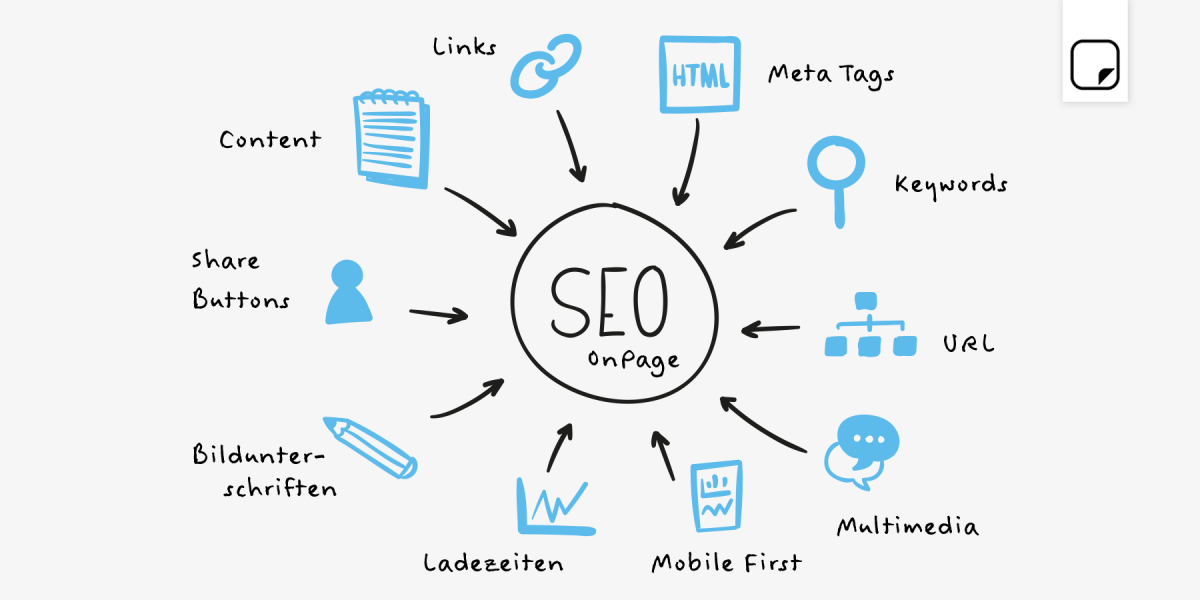 Links
HTML
Meta Tags
Content
Keywords
Share
Buttons
SEO
OnPage
URL
Bildunter-
schriften
Multimedia
Ladezeiten
Mobile First